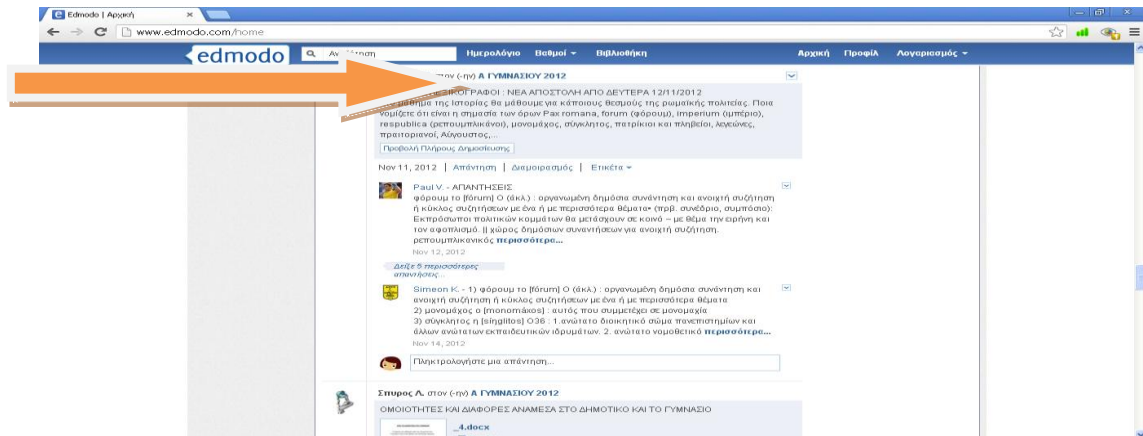 Edmodo | Αρχική
www.edmodo.com/home
edmodo
Ημερολόγιο Βαθμοί Βιβλιοθήκη Αρχική Προφίλ Λογαριασμός
στον (-ην) Α ΓΥΜΝΑΣΙΟΥ 2012
: ΝΕΑ ΑΠΟΣΤΟΛΗ ΑΠΟ ΔΕΥΤΕΡΑ 12/11/2012
μάθημα της Ιστορίας θα μάθουμε για κάποιους θεσμούς της ρωμαϊκής πολιτείας. Ποια
νομίζετε ότι είναι η σημασία των όρων Pax romana, forum (φόρουμ), imperium (ιμπέριο),
respublica (ρεπουμπλικάνοι), μονομάχος, σύγκλητος, πατρίκιοι και πληβείοι, λεγεώνες,
πραιτοριανοί, Αύγουστος,...
Προβολή Πλήρους Δημοσίευσης
Nov 11, 2012 | Απάντηση | Διαμοιρασμός | Ετικέτα
Paul V. - ΑΠΑΝΤΗΣΕΙΣ
φόρουμ το [fórum] Ο (άκλ.) : οργανωμένη δημόσια συνάντηση και ανοιχτή συζήτηση
ή κύκλος συζητήσεων με ένα ή με περισσότερα θέματα• (πρβ. συνέδριο, συμπόσιο):
Εκπρόσωποι πολιτικών κομμάτων θα μετάσχουν σε κοινό – με θέμα την ειρήνη και
τον αφοπλισμό. || χώρος δημόσιων συναντήσεων για ανοιχτή συζήτηση.
ρεπουμπλικανικός περισσότερα...
Nov 12, 2012
Δείξε 5 περισσότερες
απαντήσεις...
Simeon K. - 1) φόρουμ το [fórum] Ο (άκλ.) : οργανωμένη δημόσια συνάντηση και
ανοιχτή συζήτηση ή κύκλος συζητήσεων με ένα ή με περισσότερα θέματα
2) μονομάχος ο [monomáxos] : αυτός που συμμετέχει σε μονομαχία
3) σύγκλητος η [síŋglitos] Ο36 : 1.ανώτατο διοικητικό σώμα πανεπιστημίων και
άλλων ανώτατων εκπαιδευτικών ιδρυμάτων. 2. ανώτατο νομοθετικό περισσότερα...
Nov 14, 2012
Πληκτρολογήστε μια απάντηση...
Σπυρος Λ. στον (-ην) Α ΓΥΜΝΑΣΙΟΥ 2012
ΟΜΟΙΟΤΗΤΕΣ ΚΑΙ ΔΙΑΦΟΡΕΣ ΑΝΑΜΕΣΑ ΣΤΟ ΔΗΜΟΤΙΚΟ ΚΑΙ ΤΟ ΓΥΜΝΑΣΙΟ
_4.docx